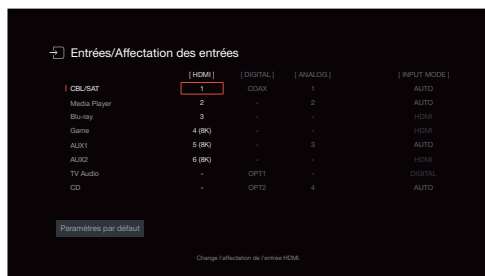 Entrées/Affectation des entrées
[ HDMI ] [ DIGITAL ] [ ANALOG ] [ INPUT MODE ]
CBL/SAT 1 COAX 1 AUTO
Media Player 2 - 2 AUTO
Blu-ray 3 - - HDMI
Game 4 (8K) - - AUTO
AUX1 5 (8K) - 3 AUTO
AUX2 6 (8K) - - HDMI
TV Audio - OPT1 - DIGITAL
CD - OPT2 4 AUTO
Paramètres par défaut
Change l'affectation de l'entrée HDMI.